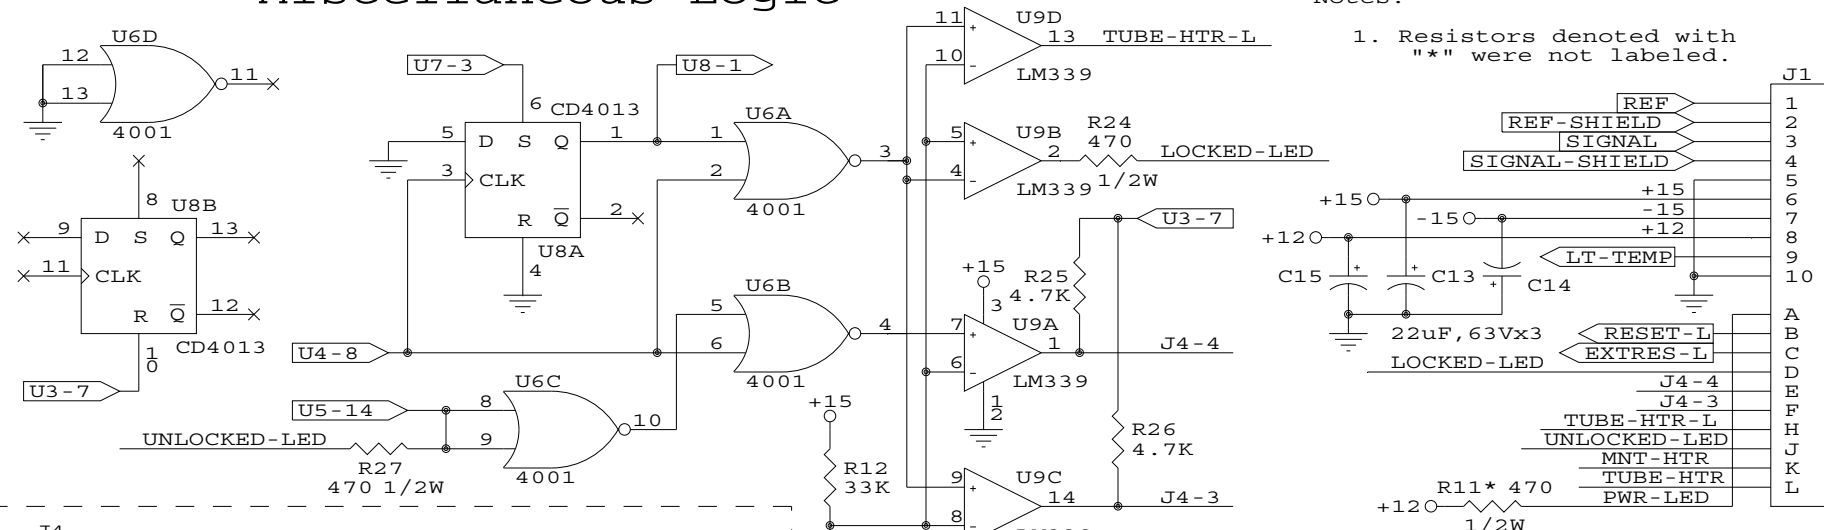 Miscellaneous Logic
Notes:
1. Resistors denoted with
"*" were not labeled.
U6D
12
13
11
4001
8
U8B
9
D S Q
13
11
CLK
R Q
12
10
CD4013
U3-7
U7-3
U8-1
6
CD4013
5
D S Q
1
3
CLK
R Q
2
U8A
4
U4-8
U5-14
UNLOCKED-LED
R27
470 1/2W
U6C
8
9
10
4001
U6A
1
2
3
4001
U6B
5
6
4
4001
+15
R12
33K
11
+
10
-
U9D
13
TUBE-HTR-L
LM339
5
+
4
-
U9B
2
LM339
R24
470
1/2W
LOCKED-LED
U3-7
+15
3
R25
4.7K
7
+
6
-
U9A
1
J4-4
LM339
12
R26
4.7K
9
+
8
U9C
14
J4-3
J4
J1
REF
1
REF-SHIELD
2
SIGNAL
3
SIGNAL-SHIELD
4
5
+15
+15
6
-15
-15
7
+12
+12
8
LT-TEMP
9
10
C15
+
C13
+
C14
+
22uF,63Vx3
A
RESET-L
B
EXTRES-L
C
LOCKED-LED
D
J4-4
E
J4-3
F
TUBE-HTR-L
H
UNLOCKED-LED
J
MNT-HTR
K
TUBE-HTR
L
PWR-LED
R11* 470
+12
1/2W